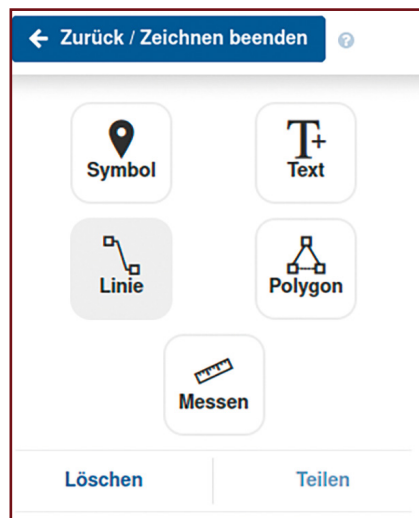 Zurück / Zeichnen beenden
Symbol
Text
Linie
Polygon
Messen
Löschen
Teilen